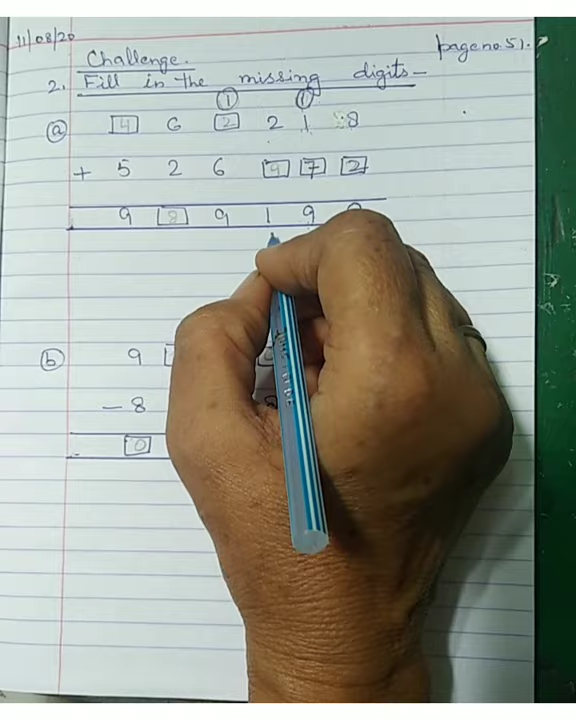 11/08/20
Challenge. page no. 51.
2. Fill in the missing digits-
1 1
a 4 6 2 2 1 8
+ 5 2 6 9 7 2
9 8 9 1 9
b 9
- 8 8
0